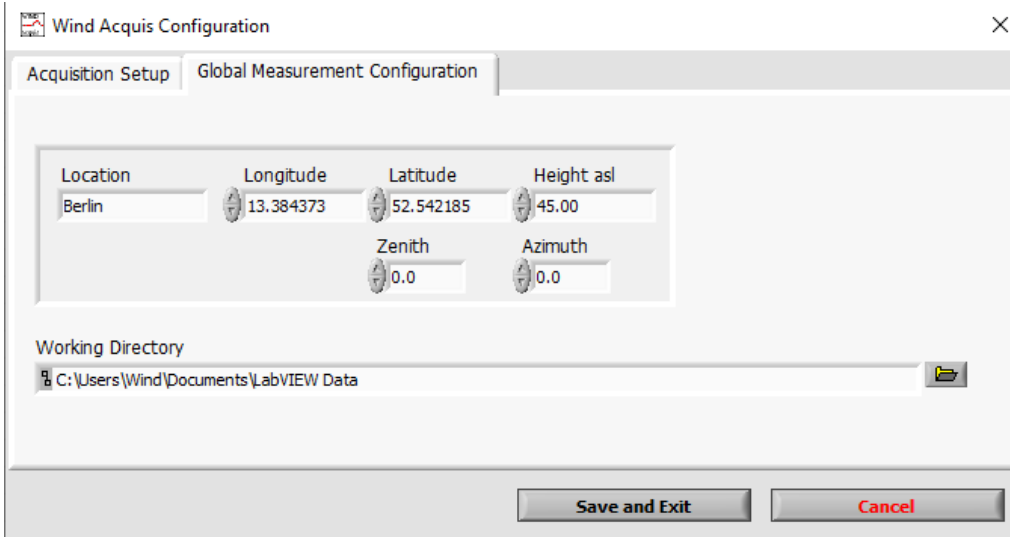 Wind Acquis Configuration
Acquisition Setup
Global Measurement Configuration
Location
Longitude
Latitude
Height asl
Berlin
13.384373
52.542185
45.00
Zenith
Azimuth
0.0
0.0
Working Directory
C:\Users\Wind\Documents\LabVIEW Data
Save and Exit
Cancel